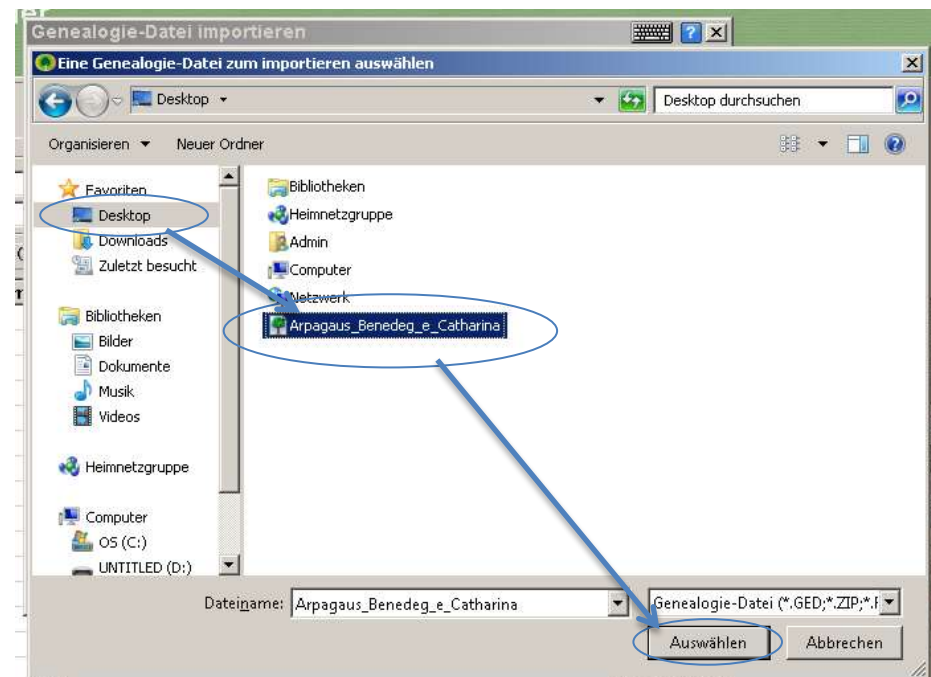 Genealogie-Datei importieren
Eine Genealogie-Datei zum importieren auswählen
Desktop
Desktop durchsuchen
Organisieren
Neuer Ordner
Favoriten
Desktop
Downloads
Zuletzt besucht
Bibliotheken
Bilder
Dokumente
Musik
Videos
Heimnetzgruppe
Computer
OS (C:)
UNTITLED (D:)
Bibliotheken
Heimnetzgruppe
Admin
Computer
Netzwerk
Arpagaus_Benedeg_e_Catharina
Dateiname: Arpagaus_Benedeg_e_Catharina
Genealogie-Datei (*.GED;*.ZIP;*.F
Auswählen
Abbrechen